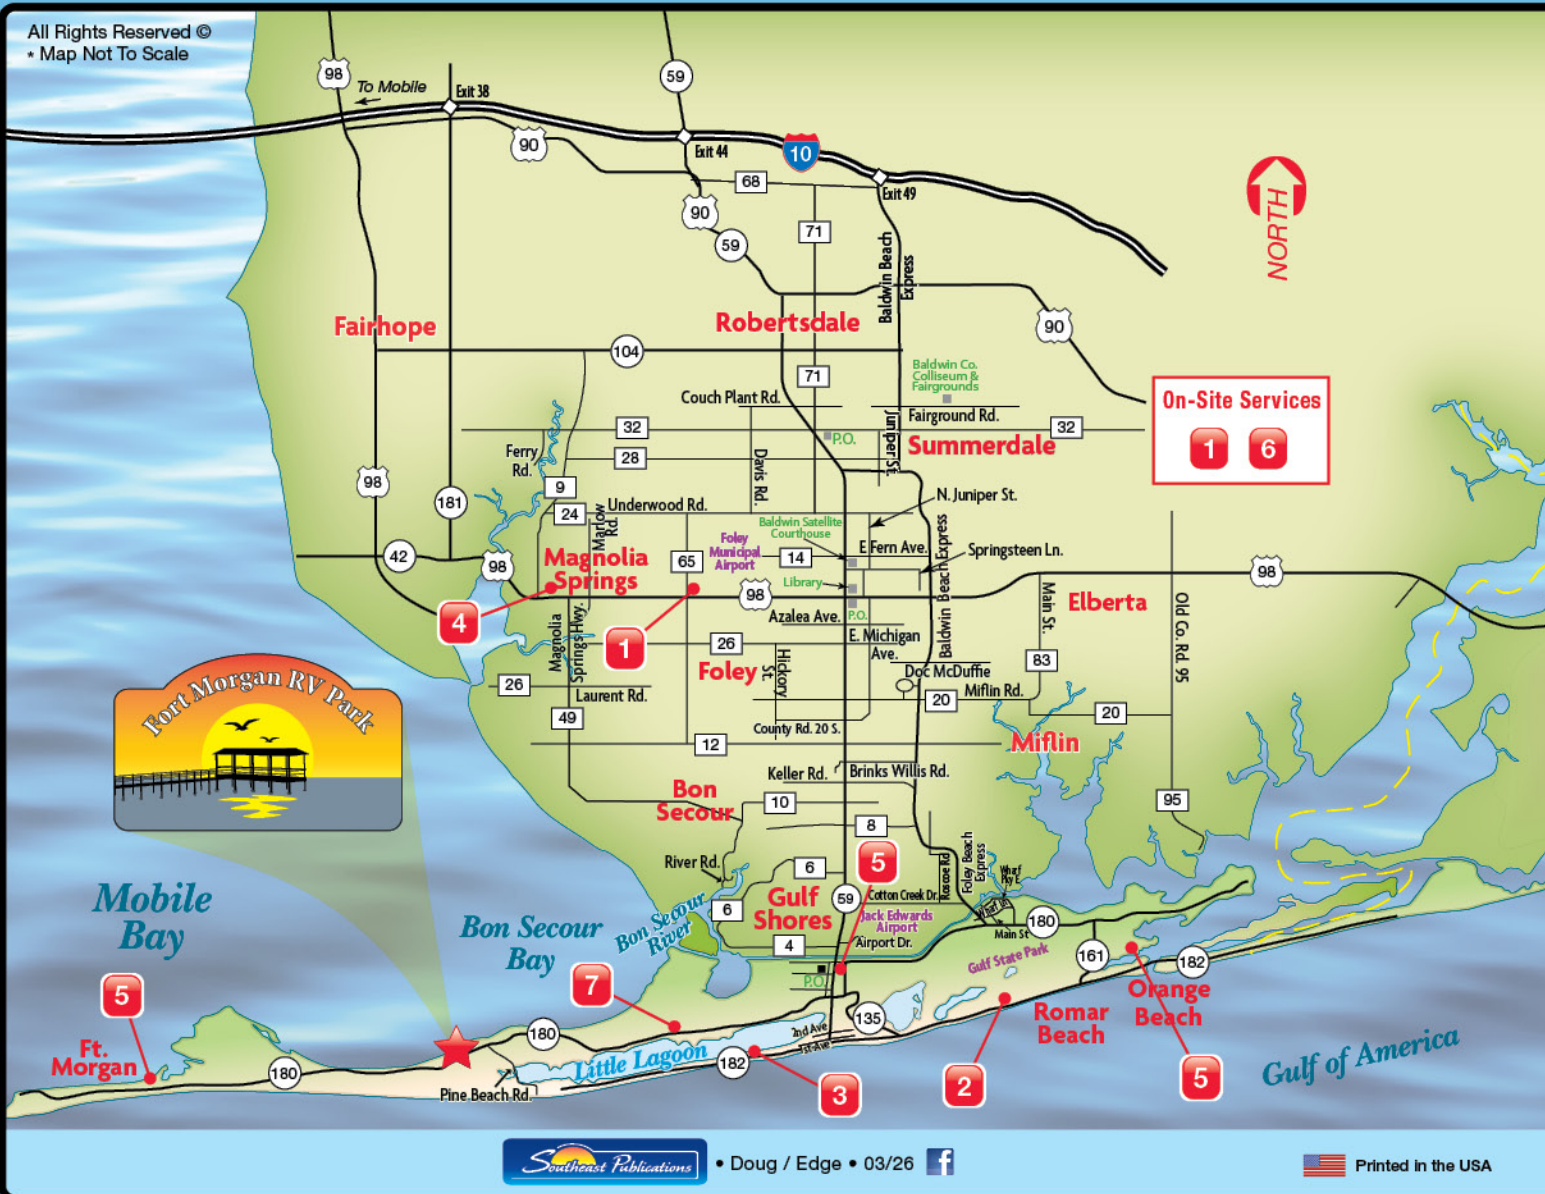 All Rights Reserved ©
* Map Not To Scale
98
To Mobile
Exit 38
59
90
Exit 44
10
68
Exit 49
90
59
71
Baldwin Beach
Express
NORTH
90
Fairhope
Robertsdale
104
71
Baldwin Co.
Colliseum &
Fairgrounds
Couch Plant Rd.
Fairground Rd.
On-Site Services
1 6
32
P.O.
Juniper St.
Summerdale
32
Ferry
Rd.
28
Davis Rd.
98
181
9
24
Underwood Rd.
Marlow
Rd.
N. Juniper St.
Baldwin Satellite
Courthouse
Foley
Municipal
Airport
42
98
Magnolia
Springs
65
14
E Fern Ave.
Baldwin Beach Express
Springsteen Ln.
98
Library
98
4
1
Azalea Ave.
P.O.
Main St.
Elberta
Old Co. Rd. 95
Magnolia
Springs Hwy.
26
E. Michigan
Ave.
83
Foley
Hickory
St.
Doc McDuffie
26
Laurent Rd.
20
Miflin Rd.
20
49
County Rd. 20 S.
12
Miflin
Fort Morgan RV Park
Keller Rd.
Brinks Willis Rd.
Bon
Secour
10
95
8
River Rd.
6
5
Roscoe Rd
Foley Beach
Express
Wharf
Pky E
Mobile
Bay
Bon Secour
Bay
Bon Secour
River
6
Gulf
Shores
59
Cotton Creek Dr.
Wharf Ln
Jack Edwards
Airport
Main St
180
4
Airport Dr.
Gulf State Park
161
182
5
7
P.O.
2nd Ave
1st Ave
135
Romar
Beach
Orange
Beach
Ft.
Morgan
180
180
Little Lagoon
182
Pine Beach Rd.
3
2
5
Gulf of America
Southeast Publications
• Doug / Edge • 03/26
f
Printed in the USA